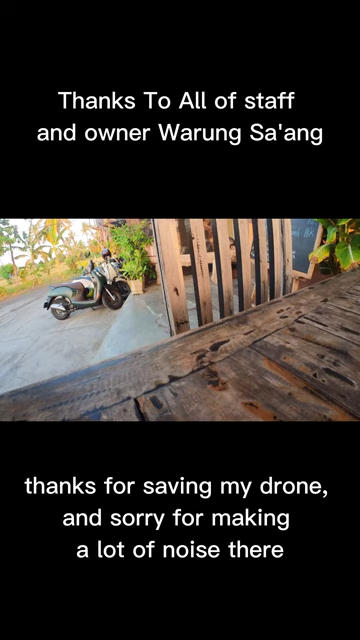 Thanks To All of staff
and owner Warung Sa'ang
thanks for saving my drone,
and sorry for making
a lot of noise there